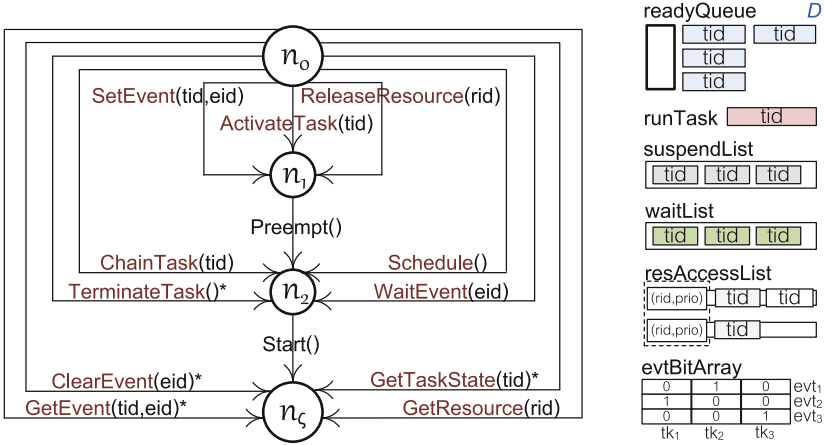 n₀
SetEvent(tid,eid)
ReleaseResource(rid)
ActivateTask(tid)
n₁
Preempt()
ChainTask(tid)
Schedule()
TerminateTask()*
n₂
WaitEvent(eid)
Start()
ClearEvent(eid)*
GetTaskState(tid)*
GetEvent(tid,eid)*
nς
GetResource(rid)
readyQueue D
tid tid
tid
tid
runTask tid
suspendList
tid tid tid
waitList
tid tid tid
resAccessList
(rid,prio) tid tid
(rid,prio) tid
evtBitArray
0 1 0 evt₁
1 0 0 evt₂
0 0 1 evt₃
tk₁ tk₂ tk₃